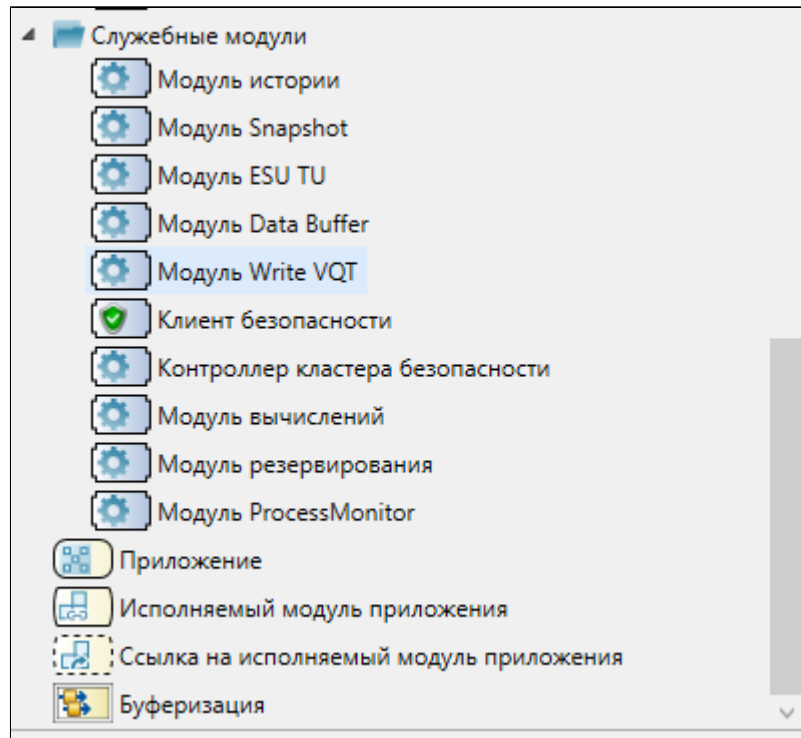 Служебные модули
Модуль истории
Модуль Snapshot
Модуль ESU TU
Модуль Data Buffer
Модуль Write VQT
Клиент безопасности
Контроллер кластера безопасности
Модуль вычислений
Модуль резервирования
Модуль ProcessMonitor
Приложение
Исполняемый модуль приложения
Ссылка на исполняемый модуль приложения
Буферизация